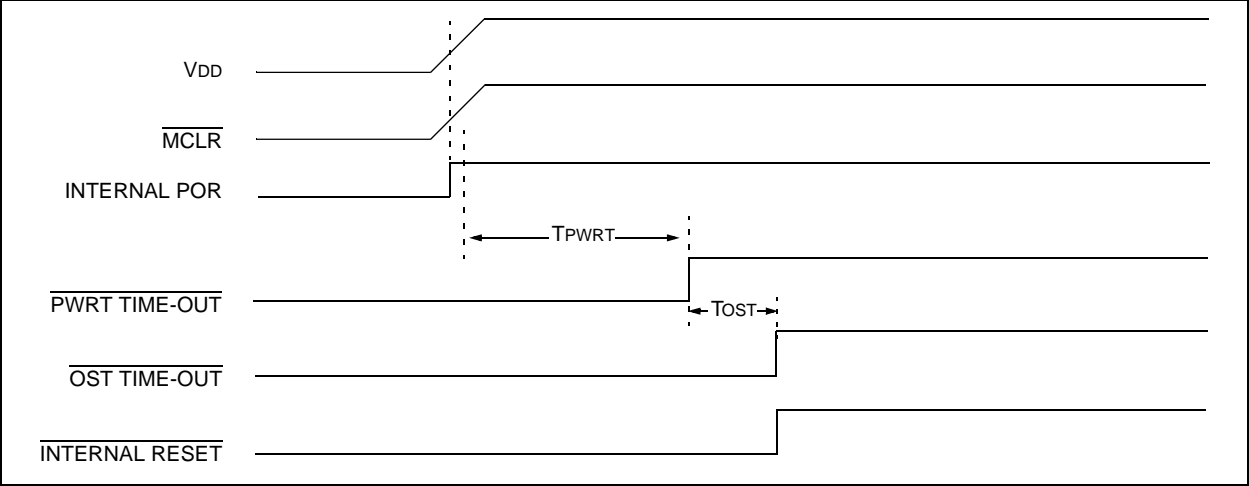 VDD
MCLR
INTERNAL POR
TPWRT
PWRT TIME-OUT
TOST
OST TIME-OUT
INTERNAL RESET